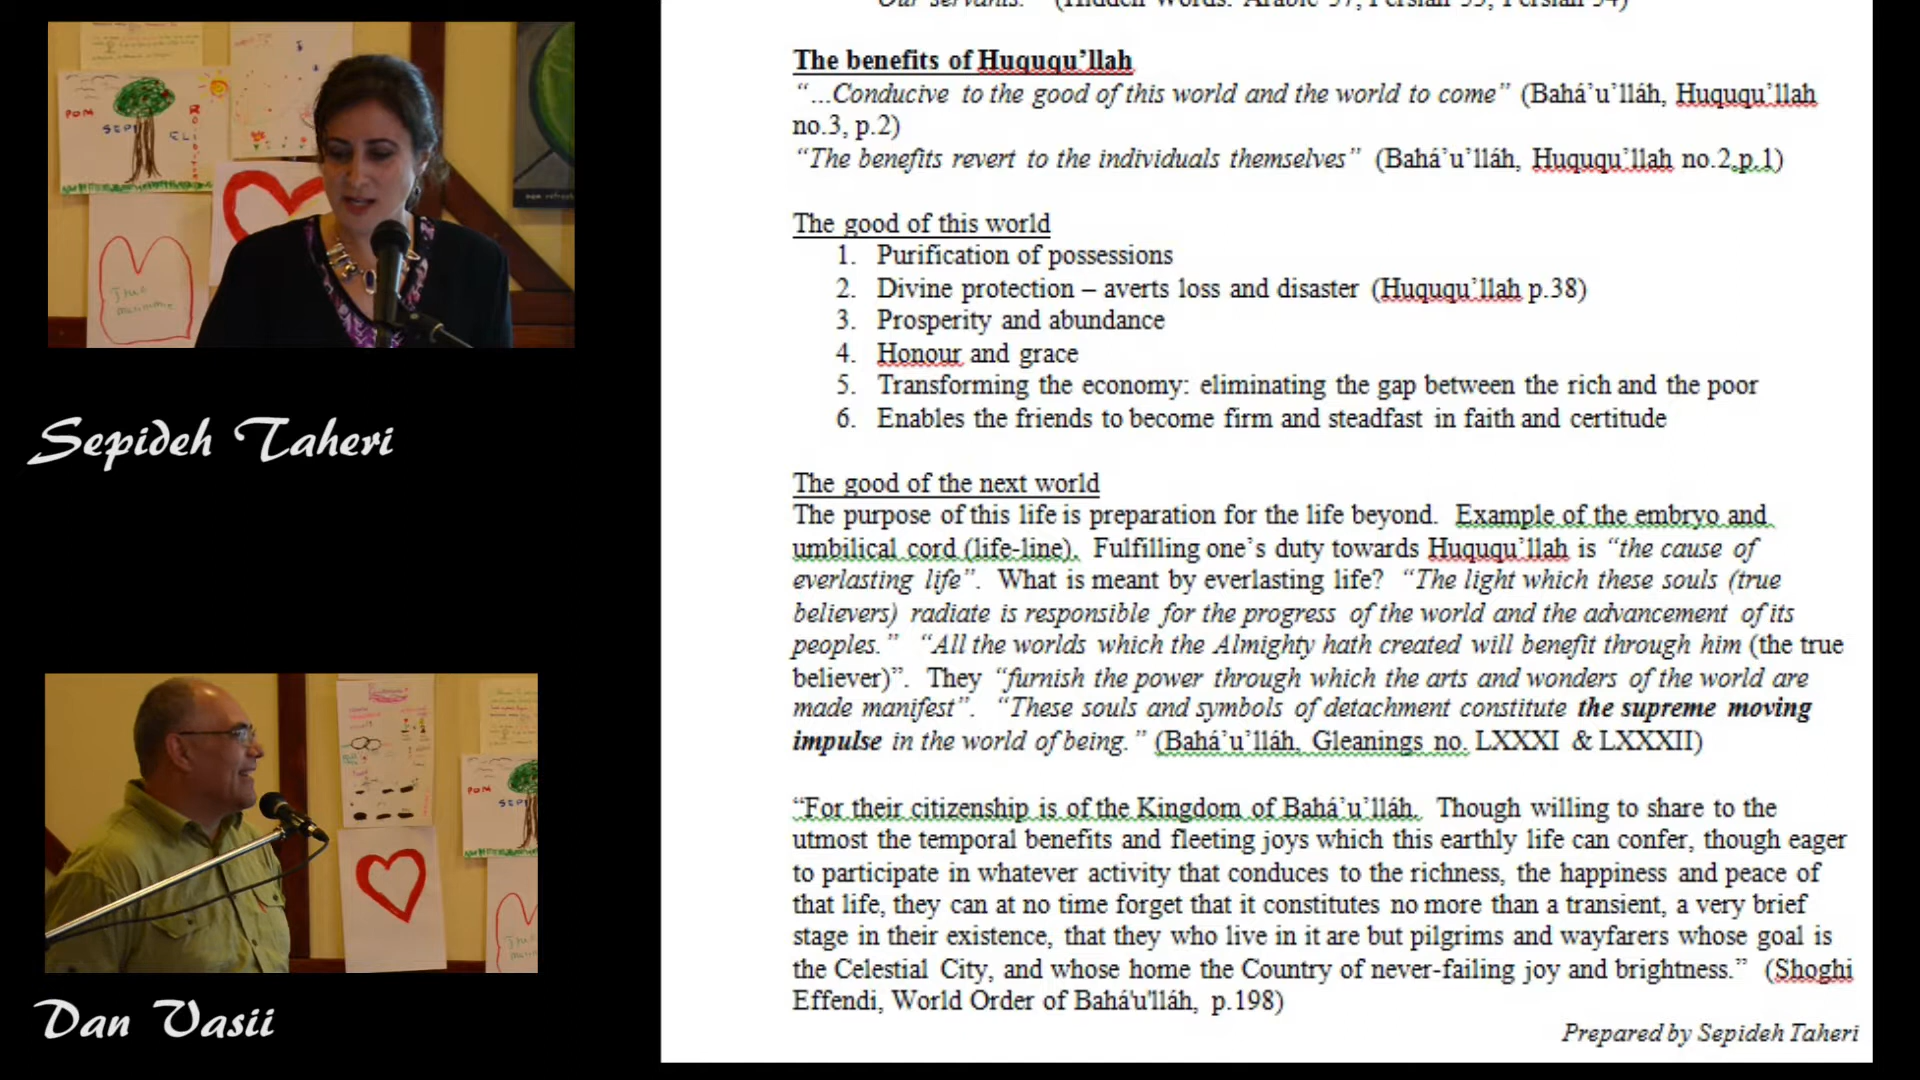 Our servants." (Hidden Words: Arabic 57, Persian 53, Persian 54)
The benefits of Huququ’llah
“…Conducive to the good of this world and the world to come” (Bahá’u’lláh, Huququ’llah
no.3, p.2)
“The benefits revert to the individuals themselves” (Bahá’u’lláh, Huququ’llah no.2,p.1)
The good of this world
1. Purification of possessions
2. Divine protection – averts loss and disaster (Huququ’llah p.38)
3. Prosperity and abundance
4. Honour and grace
5. Transforming the economy: eliminating the gap between the rich and the poor
6. Enables the friends to become firm and steadfast in faith and certitude
The good of the next world
The purpose of this life is preparation for the life beyond. Example of the embryo and
umbilical cord (life-line). Fulfilling one’s duty towards Huququ’llah is “the cause of
everlasting life”. What is meant by everlasting life? “The light which these souls (true
believers) radiate is responsible for the progress of the world and the advancement of its
peoples.” “All the worlds which the Almighty hath created will benefit through him (the true
believer)”. They “furnish the power through which the arts and wonders of the world are
made manifest”. “These souls and symbols of detachment constitute the supreme moving
impulse in the world of being.” (Bahá’u’lláh, Gleanings no. LXXXI & LXXXII)
“For their citizenship is of the Kingdom of Bahá’u’lláh. Though willing to share to the
utmost the temporal benefits and fleeting joys which this earthly life can confer, though eager
to participate in whatever activity that conduces to the richness, the happiness and peace of
that life, they can at no time forget that it constitutes no more than a transient, a very brief
stage in their existence, that they who live in it are but pilgrims and wayfarers whose goal is
the Celestial City, and whose home the Country of never-failing joy and brightness.” (Shoghi
Effendi, World Order of Bahá'u'lláh, p.198)
Prepared by Sepideh Taheri
POM
SEPI
ELI
Sepideh Taheri
POM
SEPI
Dan Vasii